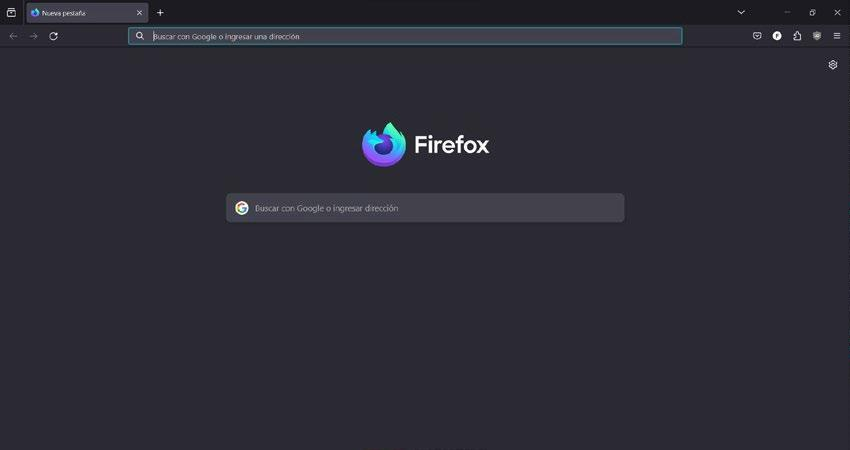 Nueva pestaña
Buscar con Google o ingresar una dirección
Firefox
Buscar con Google o ingresar dirección